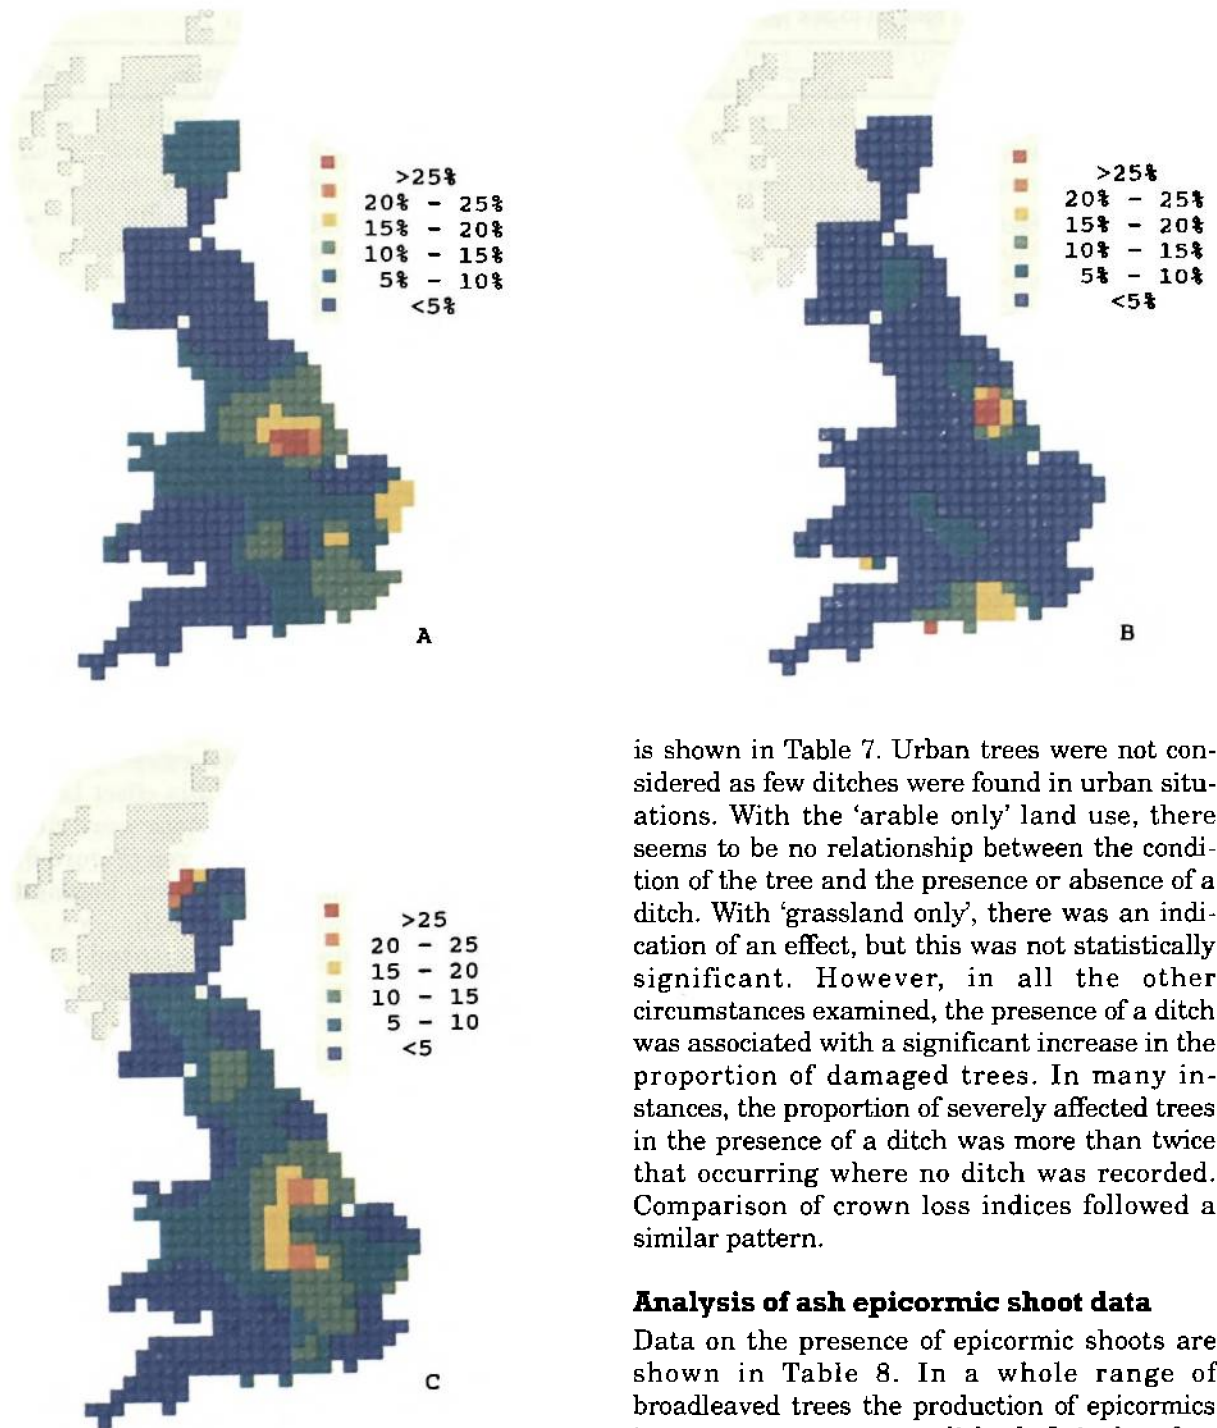 >25%
20% - 25%
15% - 20%
10% - 15%
5% - 10%
<5%
A
>25%
20% - 25%
15% - 20%
10% - 15%
5% - 10%
<5%
B
>25
20 - 25
15 - 20
10 - 15
5 - 10
<5
C
is shown in Table 7. Urban trees were not con-
sidered as few ditches were found in urban situ-
ations. With the ‘arable only’ land use, there
seems to be no relationship between the condi-
tion of the tree and the presence or absence of a
ditch. With ‘grassland only’, there was an indi-
cation of an effect, but this was not statistically
significant. However, in all the other
circumstances examined, the presence of a ditch
was associated with a significant increase in the
proportion of damaged trees. In many in-
stances, the proportion of severely affected trees
in the presence of a ditch was more than twice
that occurring where no ditch was recorded.
Comparison of crown loss indices followed a
similar pattern.
Analysis of ash epicormic shoot data
Data on the presence of epicormic shoots are
shown in Table 8. In a whole range of
broadleaved trees the production of epicormics